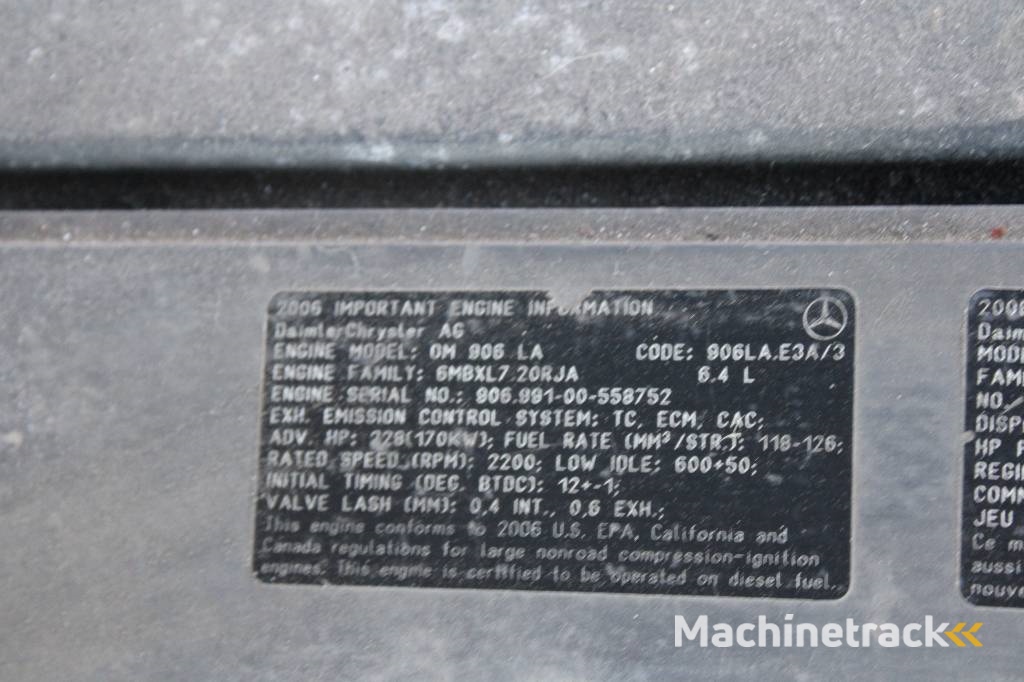 2006 IMPORTANT ENGINE INFORMATION
DaimlerChrysler AG
ENGINE MODEL: OM 906 LA CODE: 906LA.E3A/3
ENGINE FAMILY: 6MBXL7.20RJA 6.4 L
ENGINE SERIAL NO.: 906.991-00-558752
EXH. EMISSION CONTROL SYSTEM: TC, ECM, CAC;
ADV. HP: 228(170KW); FUEL RATE (MM³/STR.): 118-126;
RATED SPEED (RPM): 2200; LOW IDLE: 600+50;
INITIAL TIMING (DEG. BTDC): 12+-1;
VALVE LASH (MM): 0,4 INT., 0,6 EXH.;
This engine conforms to 2006 U.S. EPA, California and
Canada regulations for large nonroad compression-ignition
engines. This engine is certified to be operated on diesel fuel.
2006
Daim
MODE
FAM
NO.
DISP
HP
REGI
COMM
JEU
Ce m
aussi
nouve
Machinetrack